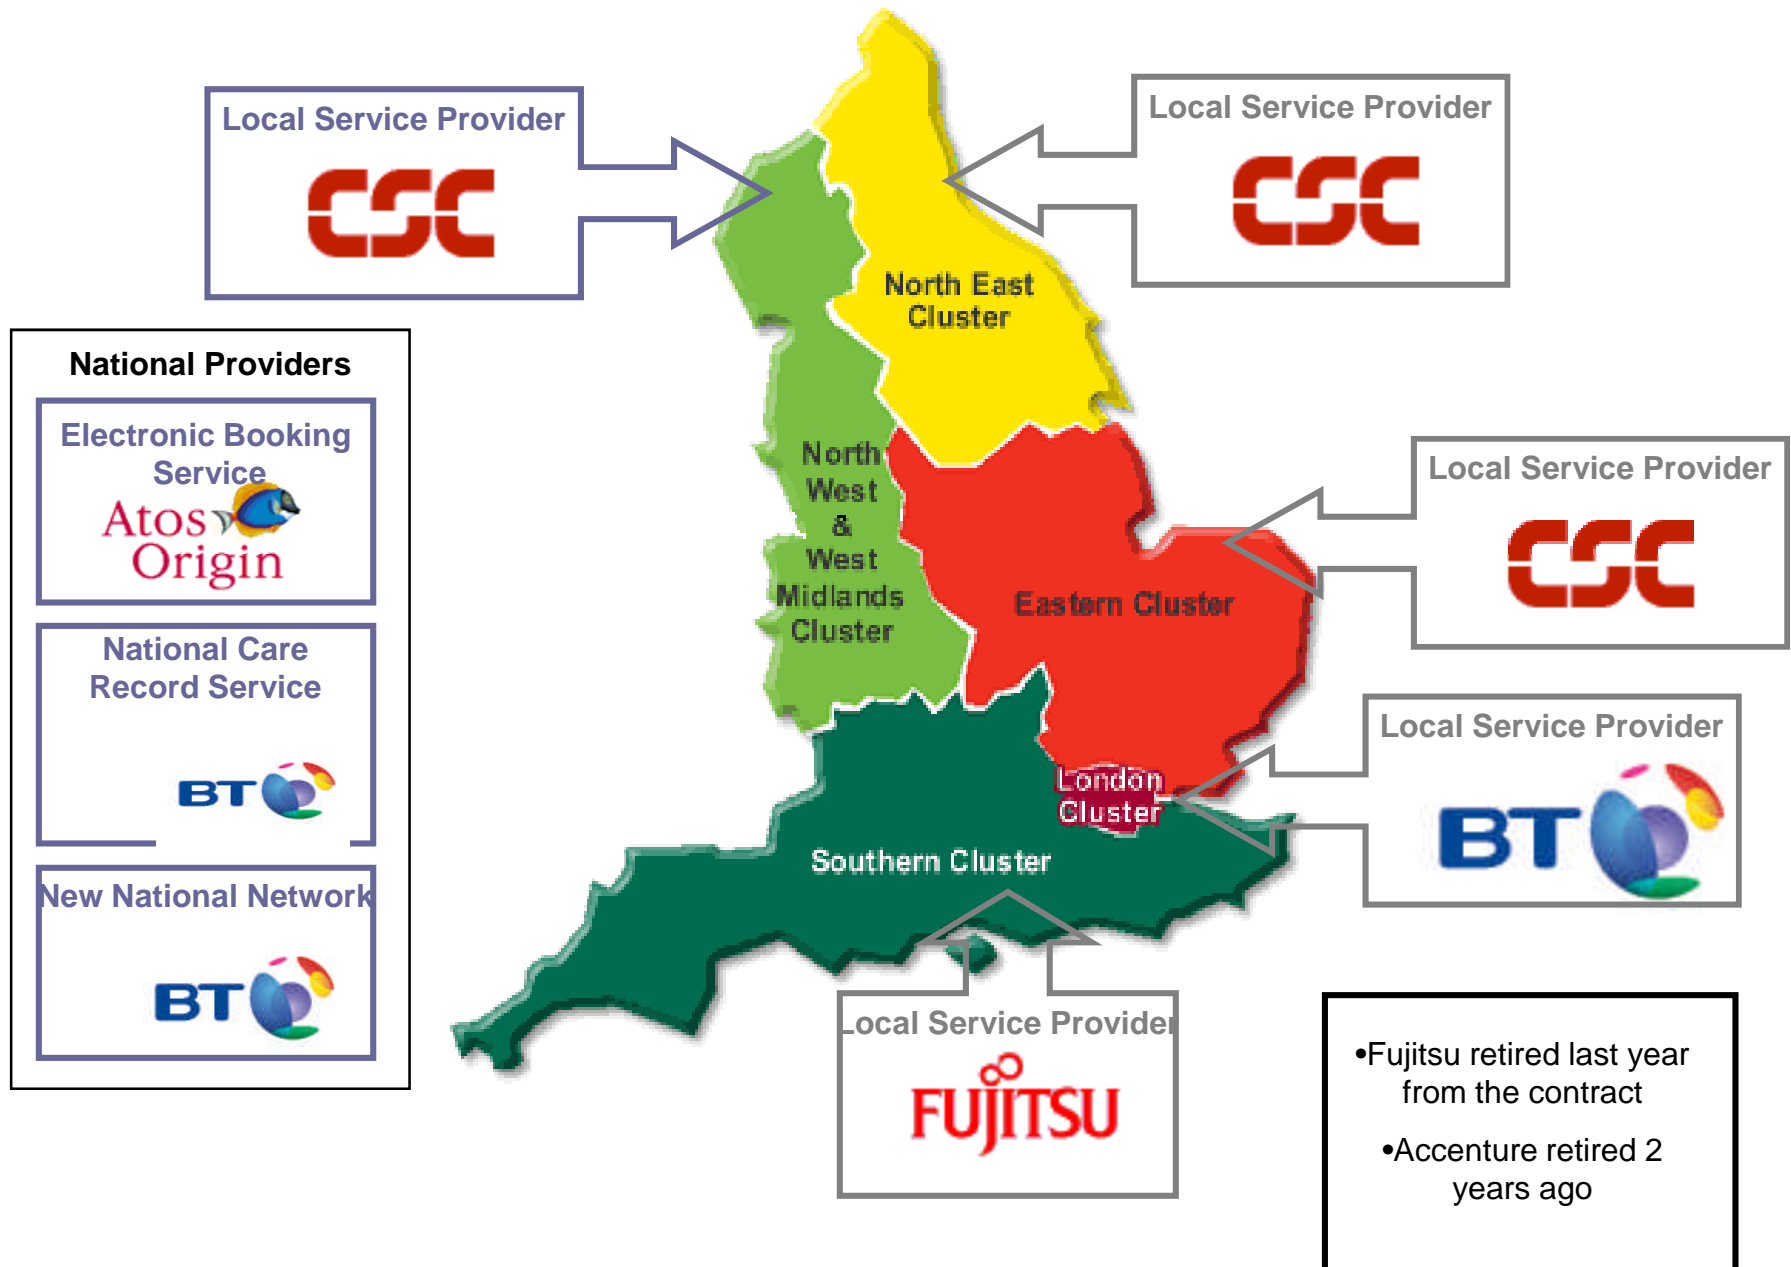 Local Service Provider
CSC
Local Service Provider
CSC
North East
Cluster
National Providers
Electronic Booking
Service
Atos
Origin
National Care
Record Service
BT
New National Network
BT
North
West
&
West
Midlands
Cluster
Local Service Provider
CSC
Eastern Cluster
Local Service Provider
BT
London
Cluster
Southern Cluster
Local Service Provider
FUJITSU
•Fujitsu retired last year
from the contract
•Accenture retired 2
years ago